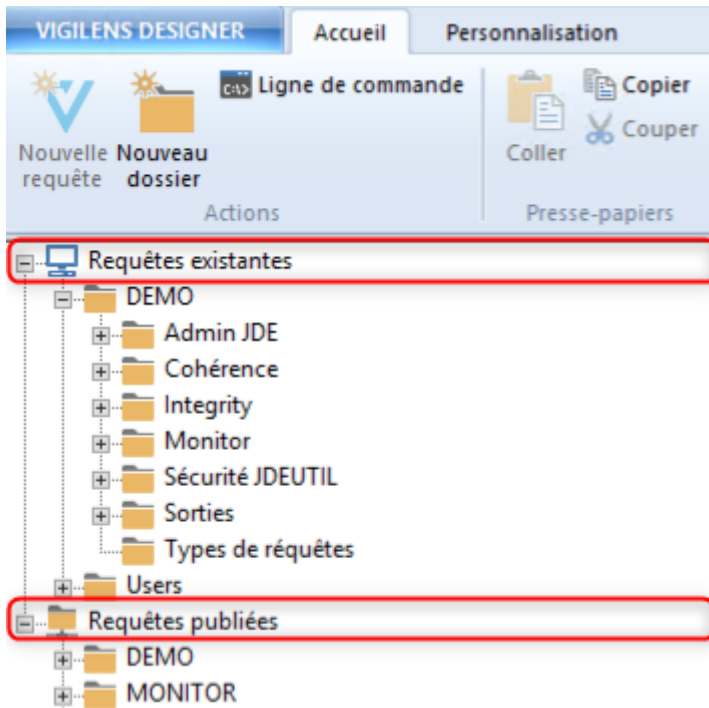 VIGILENS DESIGNER Accueil Personnalisation
C:\> Ligne de commande Copier
Couper
Nouvelle Nouveau Coller
requête dossier
Actions Presse-papiers
Requêtes existantes
DEMO
Admin JDE
Cohérence
Integrity
Monitor
Sécurité JDEUTIL
Sorties
Types de réquêtes
Users
Requêtes publiées
DEMO
MONITOR